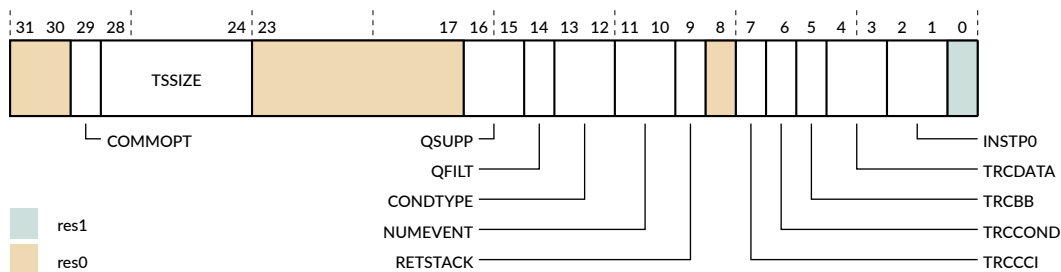 31 30 29 28 24 23 17 16 15 14 13 12 11 10 9 8 7 6 5 4 3 2 1 0
TSSIZE
COMMOPT QSUPP INSTP0
QFILT TRCDATA
CONDTYPE TRCBB
res1 NUMEVENT TRCCOND
res0 RETSTACK TRCCCI